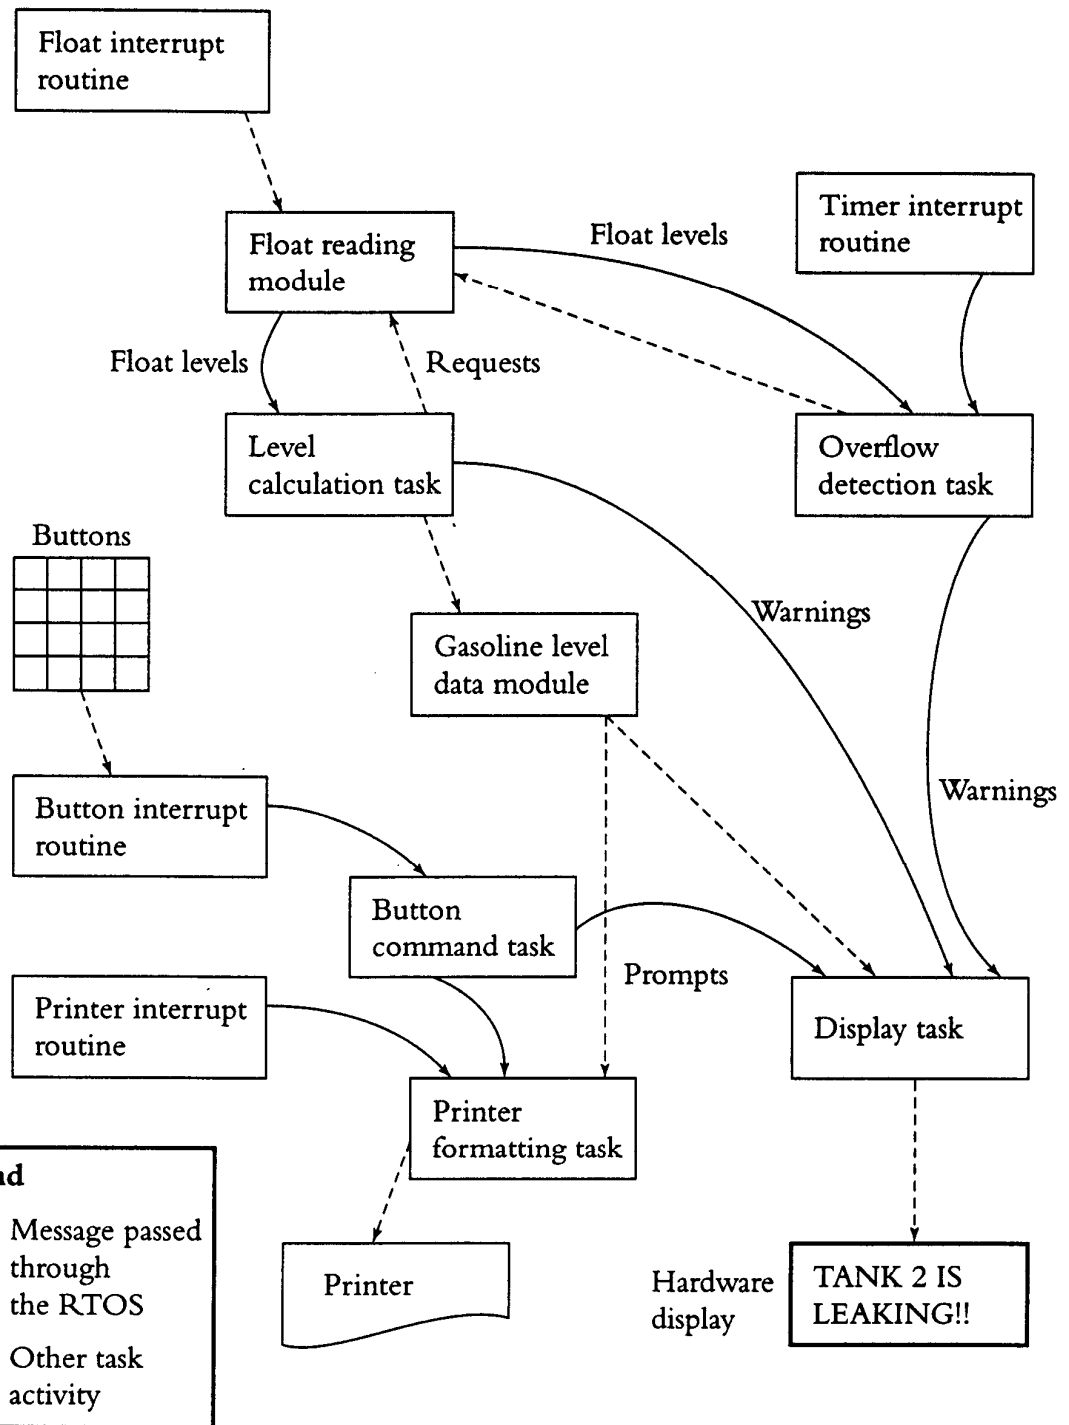 Float interrupt
routine
Timer interrupt
routine
Float reading
module
Float levels
Float levels
Requests
Level
calculation task
Overflow
detection task
Buttons
Warnings
Gasoline level
data module
Warnings
Button interrupt
routine
Button
command task
Prompts
Printer interrupt
routine
Display task
Printer
formatting task
Message passed
through
the RTOS
Other task
activity
Printer
Hardware
display
TANK 2 IS
LEAKING!!